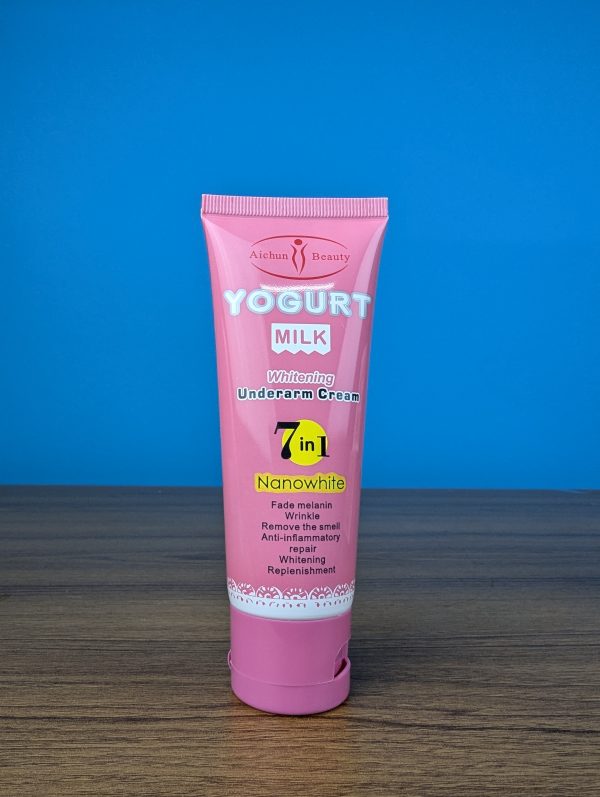 Aichun Beauty
YOGURT
MILK
Whitening
Underarm Cream
7 in 1
Nanowhite
Fade melanin
Wrinkle
Remove the smell
Anti-inflammatory
repair
Whitening
Replenishment